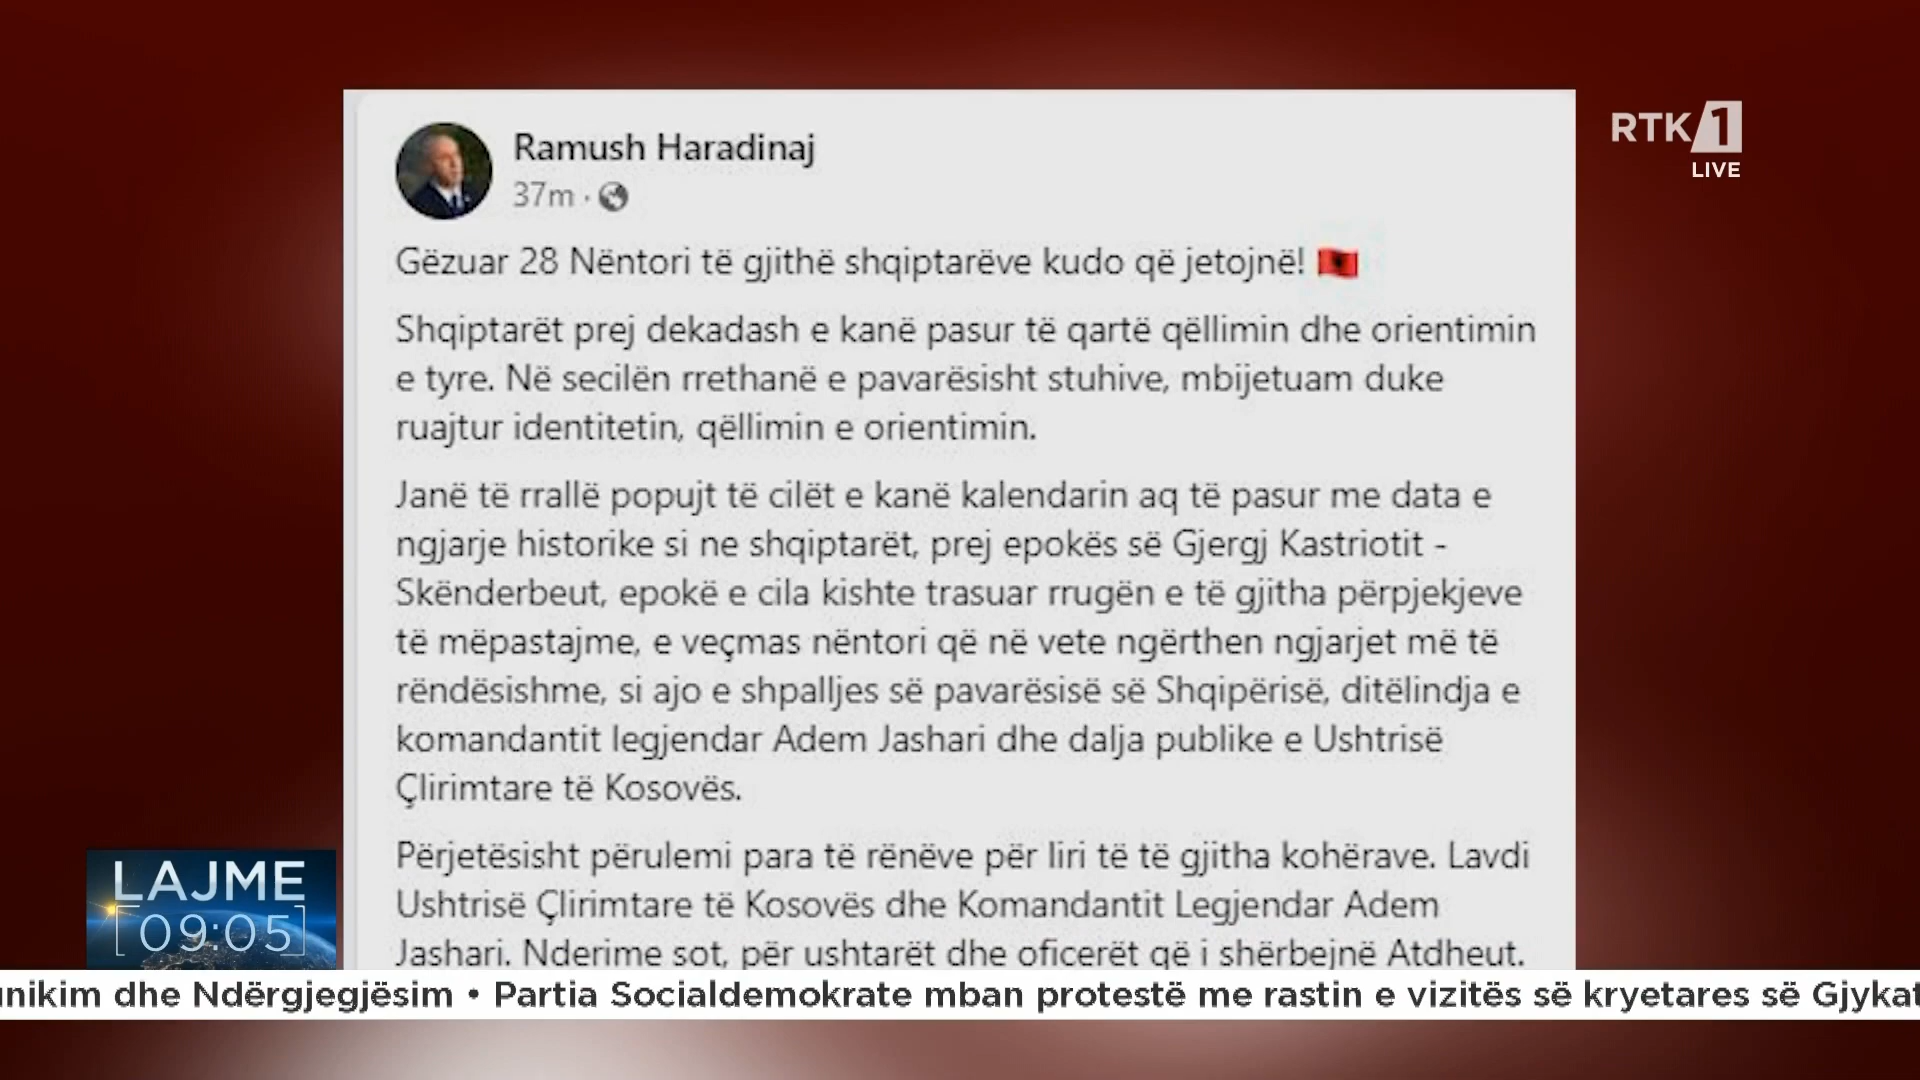 Ramush Haradinaj
37m ·
Gëzuar 28 Nëntori të gjithë shqiptarëve kudo që jetojnë! 🇦🇱
Shqiptarët prej dekadash e kanë pasur të qartë qëllimin dhe orientimin
e tyre. Në secilën rrethanë e pavarësisht stuhive, mbijetuam duke
ruajtur identitetin, qëllimin e orientimin.
Janë të rrallë popujt të cilët e kanë kalendarin aq të pasur me data e
ngjarje historike si ne shqiptarët, prej epokës së Gjergj Kastriotit -
Skënderbeut, epokë e cila kishte trasuar rrugën e të gjitha përpjekjeve
të mëpastajme, e veçmas nëntori që në vete ngërthen ngjarjet më të
rëndësishme, si ajo e shpalljes së pavarësisë së Shqipërisë, ditëlindja e
komandantit legjendar Adem Jashari dhe dalja publike e Ushtrisë
Çlirimtare të Kosovës.
Përjetësisht përulemi para të rënëve për liri të të gjitha kohërave. Lavdi
Ushtrisë Çlirimtare të Kosovës dhe Komandantit Legjendar Adem
Jashari. Nderime sot, për ushtarët dhe oficerët që i shërbejnë Atdheut.
RTK 1
LIVE
LAJME
09:05
unikim dhe Ndërgjegjësim • Partia Socialdemokrate mban protestë me rastin e vizitës së kryetares së Gjykat